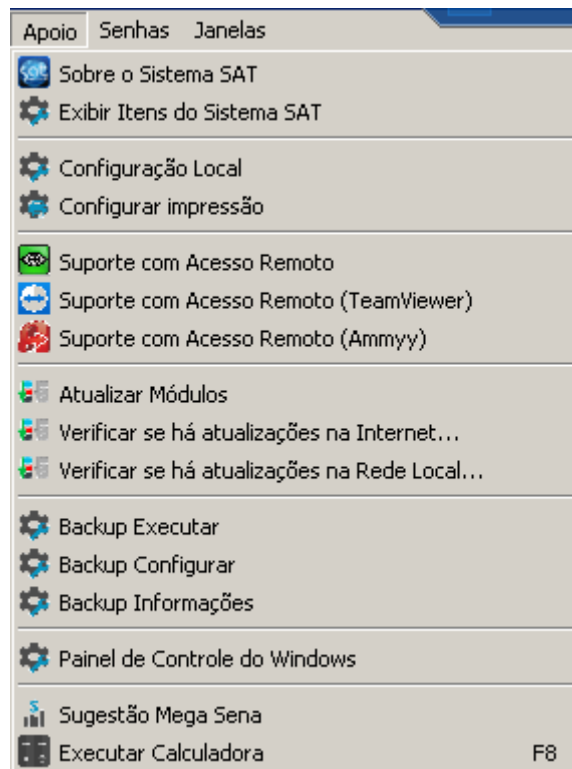 Apoio Senhas Janelas
Sobre o Sistema SAT
Exibir Itens do Sistema SAT
Configuração Local
Configurar impressão
Suporte com Acesso Remoto
Suporte com Acesso Remoto (TeamViewer)
Suporte com Acesso Remoto (Ammyy)
Atualizar Módulos
Verificar se há atualizações na Internet...
Verificar se há atualizações na Rede Local...
Backup Executar
Backup Configurar
Backup Informações
Painel de Controle do Windows
Sugestão Mega Sena
Executar Calculadora F8